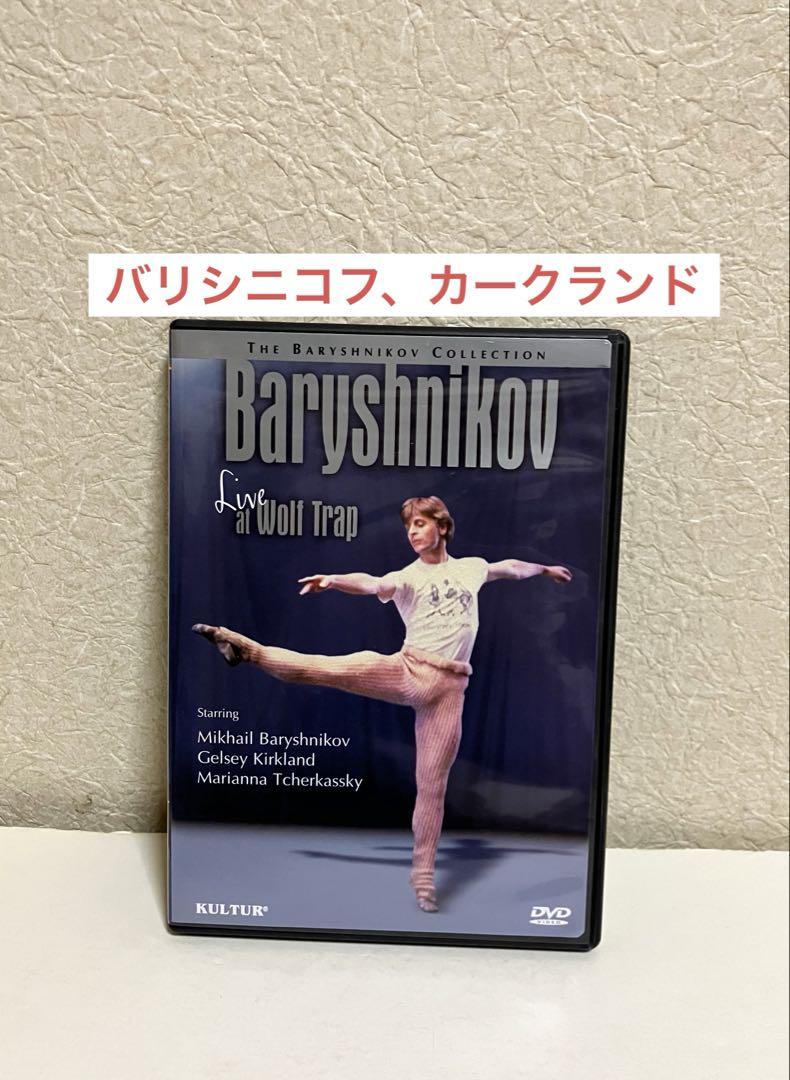 バリシニコフ、カークランド
THE BARYSHNIKOV COLLECTION
Baryshnikov
Live
at Wolf Trap
Starring
Mikhail Baryshnikov
Gelsey Kirkland
Marianna Tcherkassky
KULTUR®
DVD
VIDEO